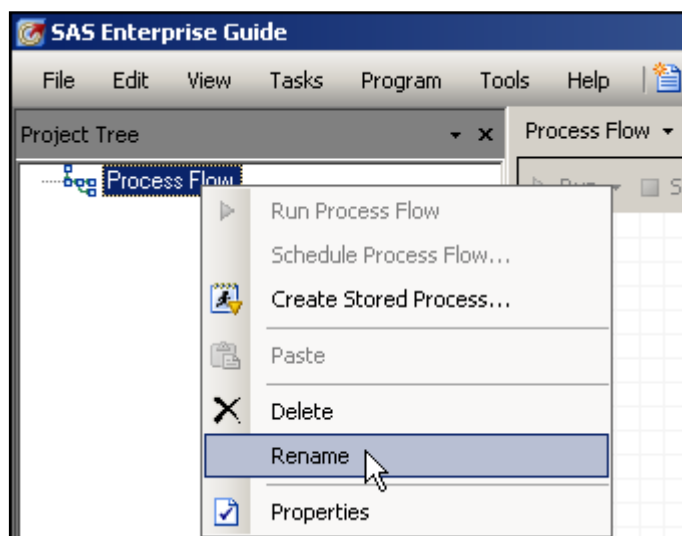 SAS Enterprise Guide
File Edit View Tasks Program Tools Help
Project Tree
Process Flow
Process Flow
Run Process Flow
Schedule Process Flow...
Create Stored Process...
Paste
Delete
Rename
Properties